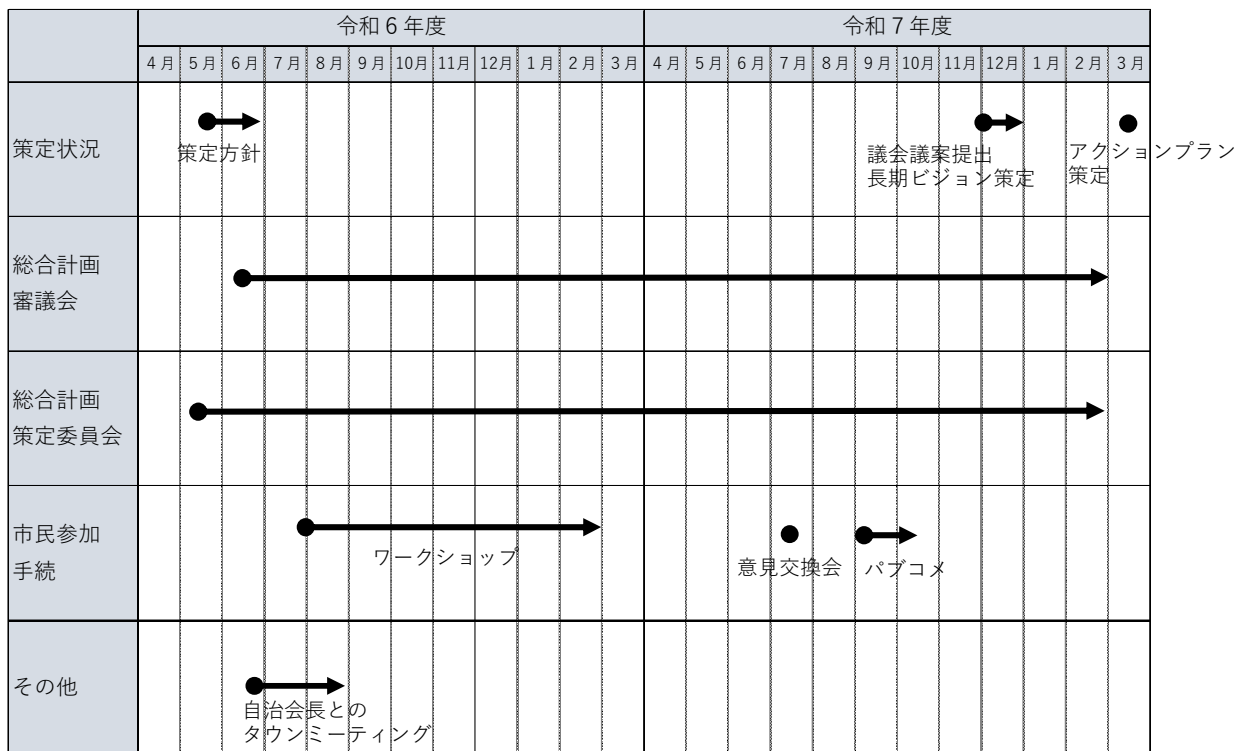 令和６年度
令和７年度
４月 ５月 ６月 ７月 ８月 ９月 10月 11月 12月 １月 ２月 ３月 ４月 ５月 ６月 ７月 ８月 ９月 10月 11月 12月 １月 ２月 ３月
策定状況
策定方針
議会議案提出
長期ビジョン策定
アクションプラン
策定
総合計画
審議会
総合計画
策定委員会
市民参加
手続
ワークショップ
意見交換会
パブコメ
その他
自治会長との
タウンミーティング